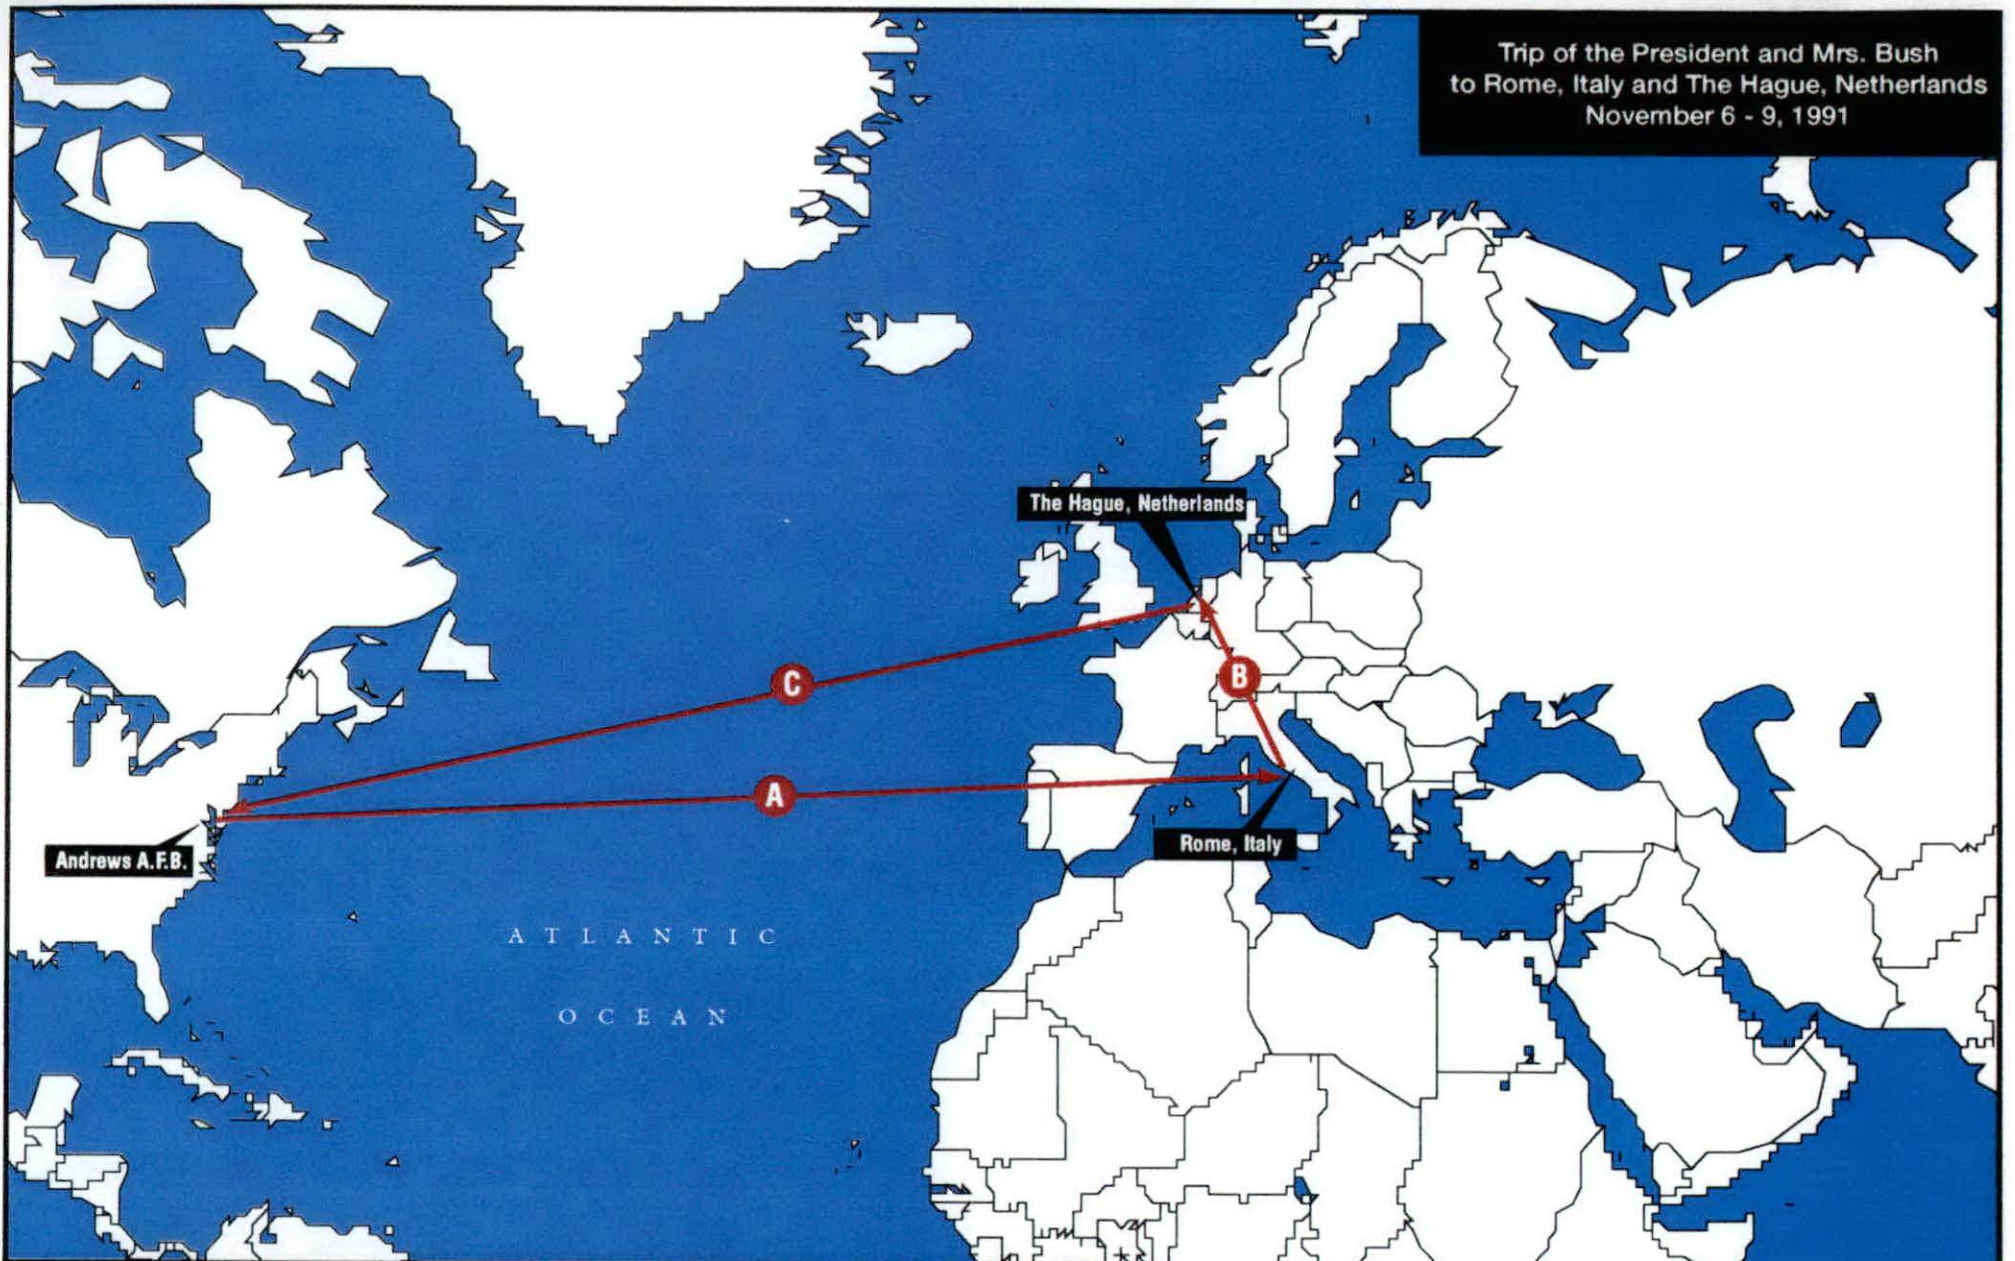 Trip of the President and Mrs. Bush
to Rome, Italy and The Hague, Netherlands
November 6 - 9, 1991
The Hague, Netherlands
C
B
A
Andrews A.F.B.
Rome, Italy
ATLANTIC
OCEAN